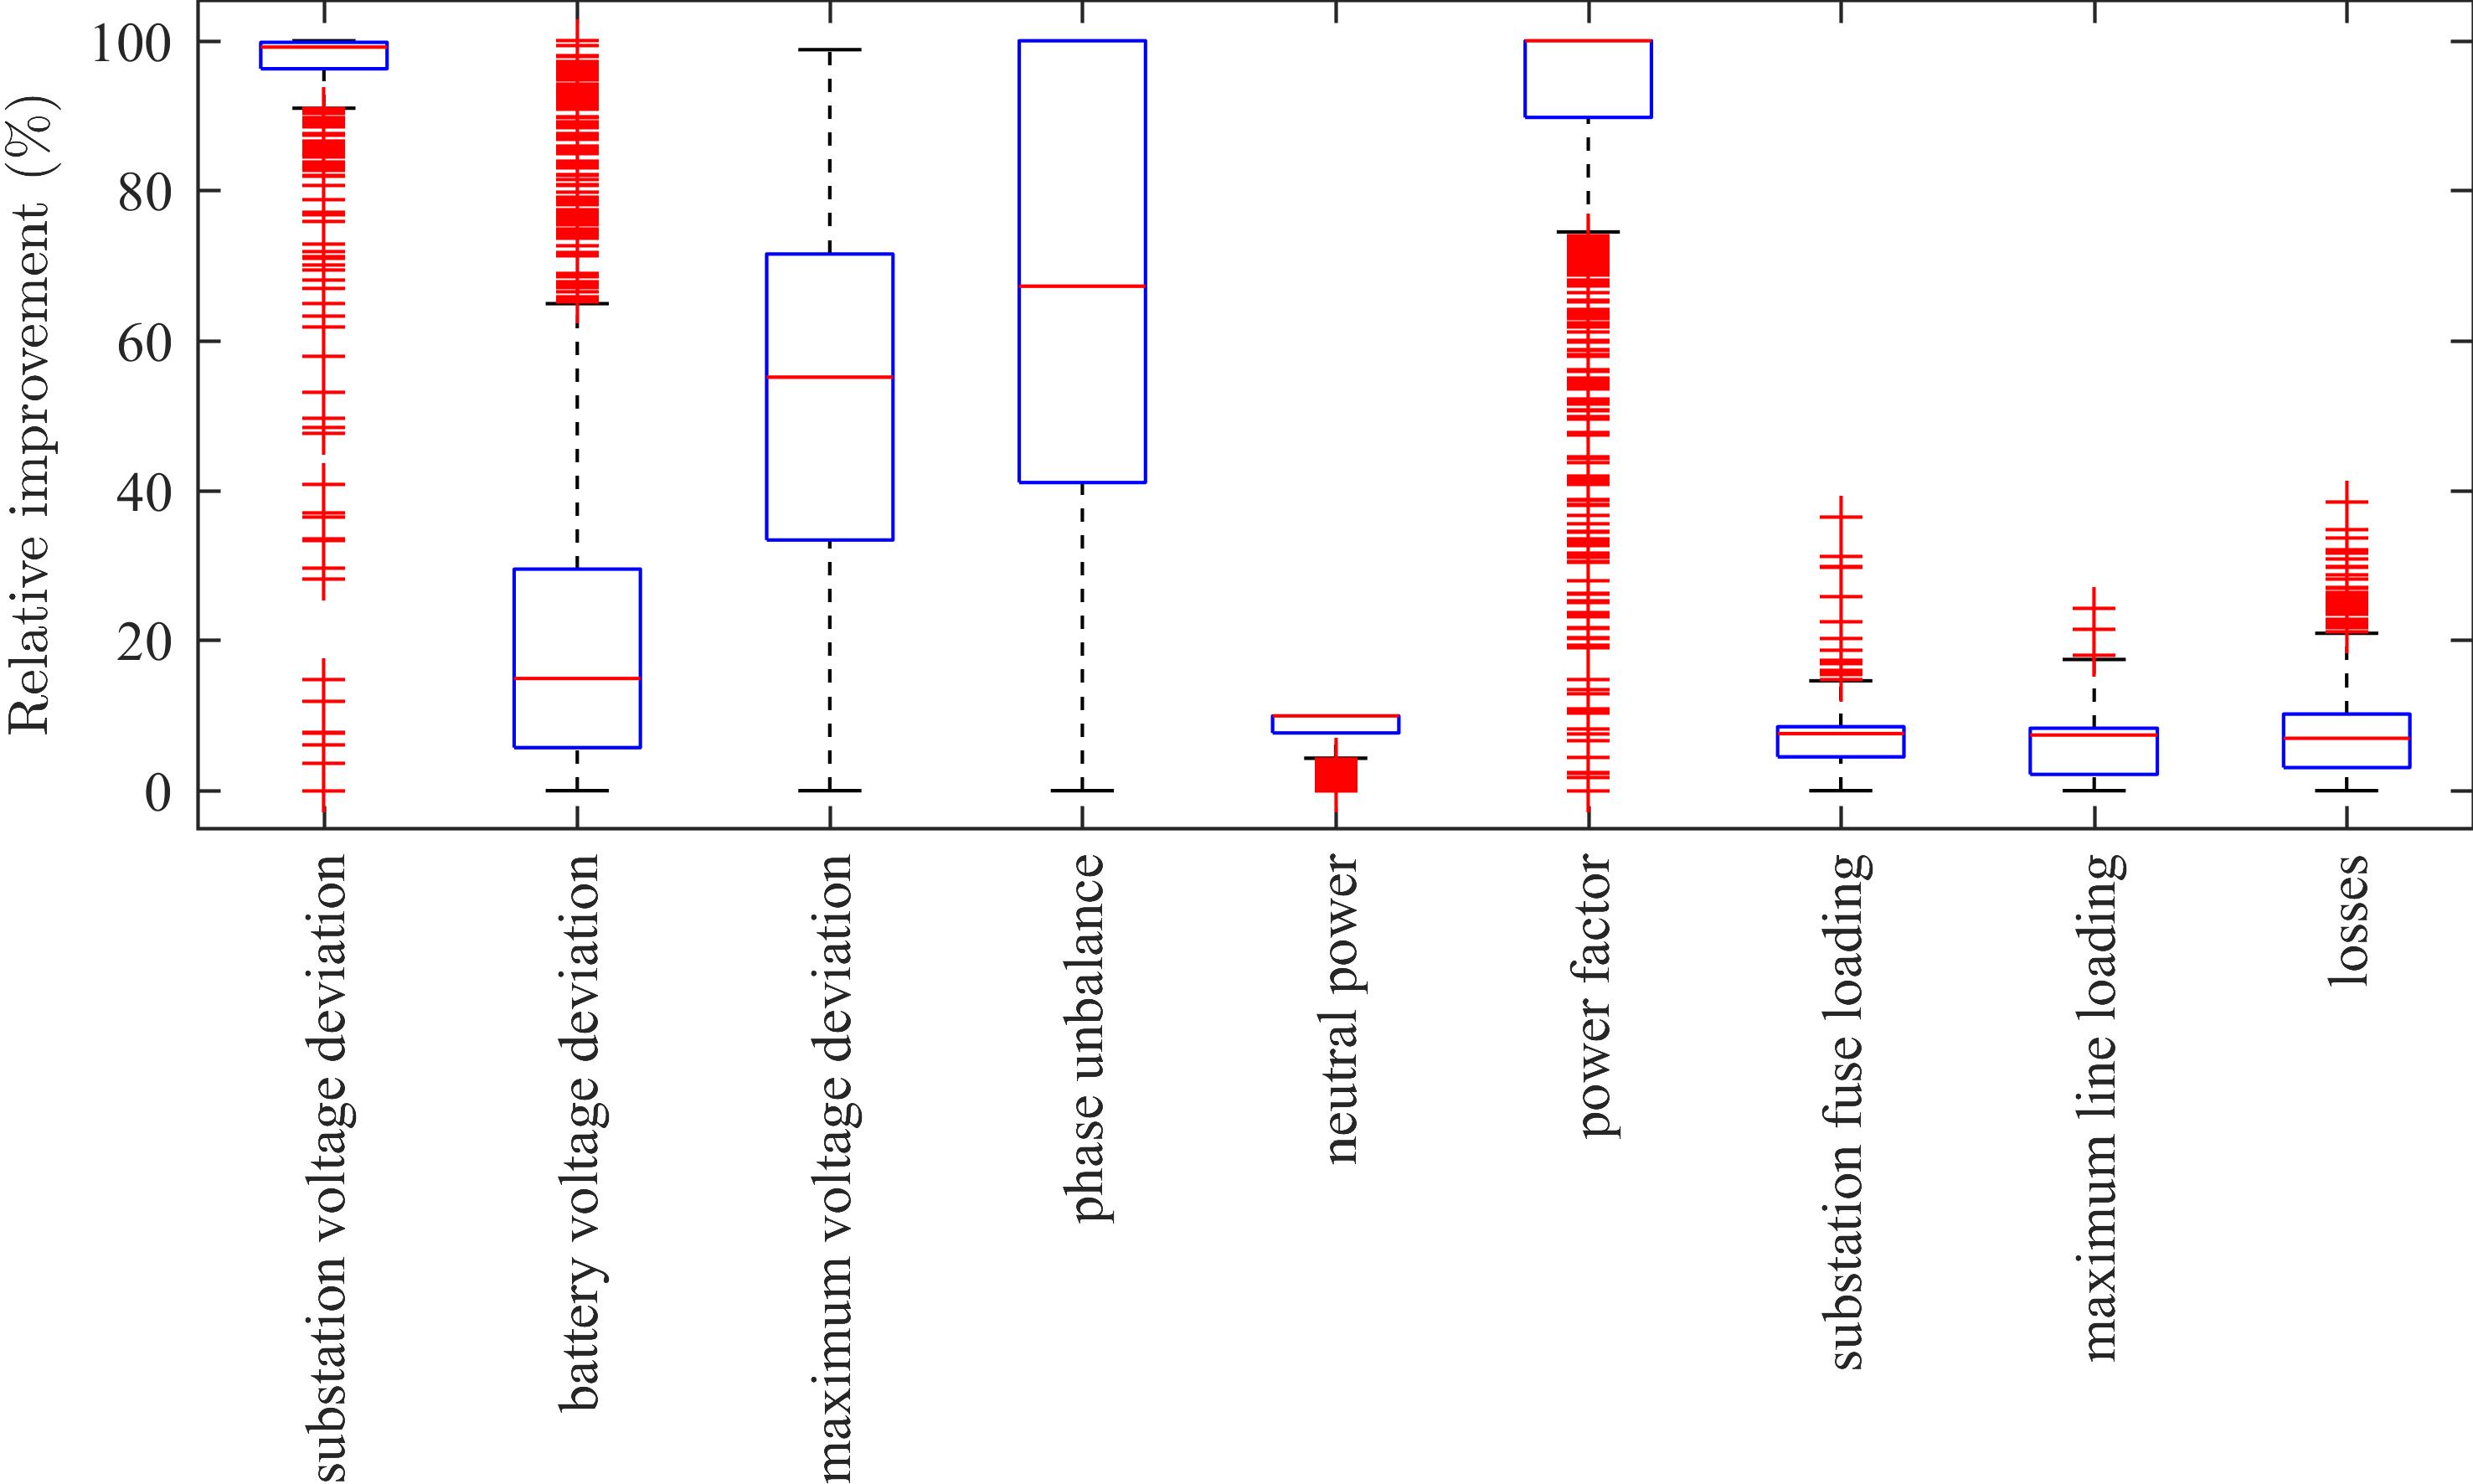 Relative improvement (%)
100
80
60
40
20
0
substation voltage deviation
battery voltage deviation
maximum voltage deviation
phase unbalance
neutral power
power factor
substation fuse loading
maximum line loading
losses